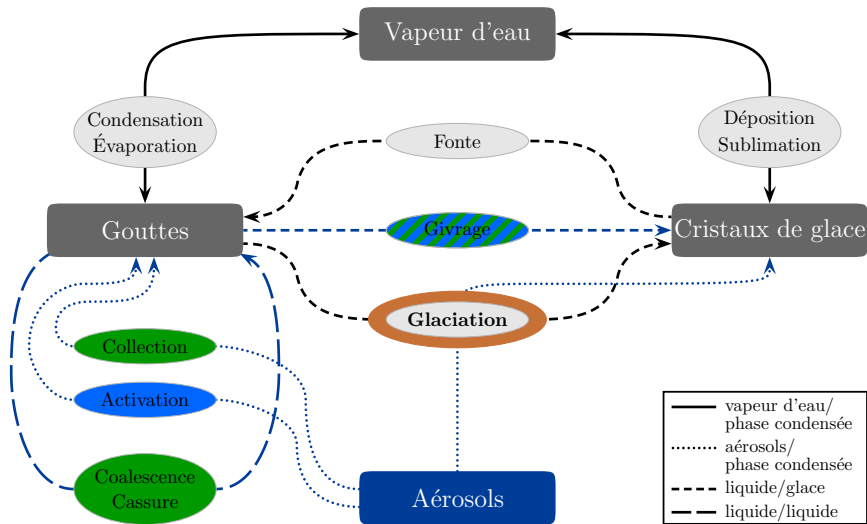 Vapeur d'eau
Condensation
Évaporation
Déposition
Sublimation
Fonte
Gouttes
Givrage
Cristaux de glace
Glaciation
Collection
Activation
Coalescence
Cassure
Aérosols
vapeur d'eau/
phase condensée
aérosols/
phase condensée
liquide/glace
liquide/liquide